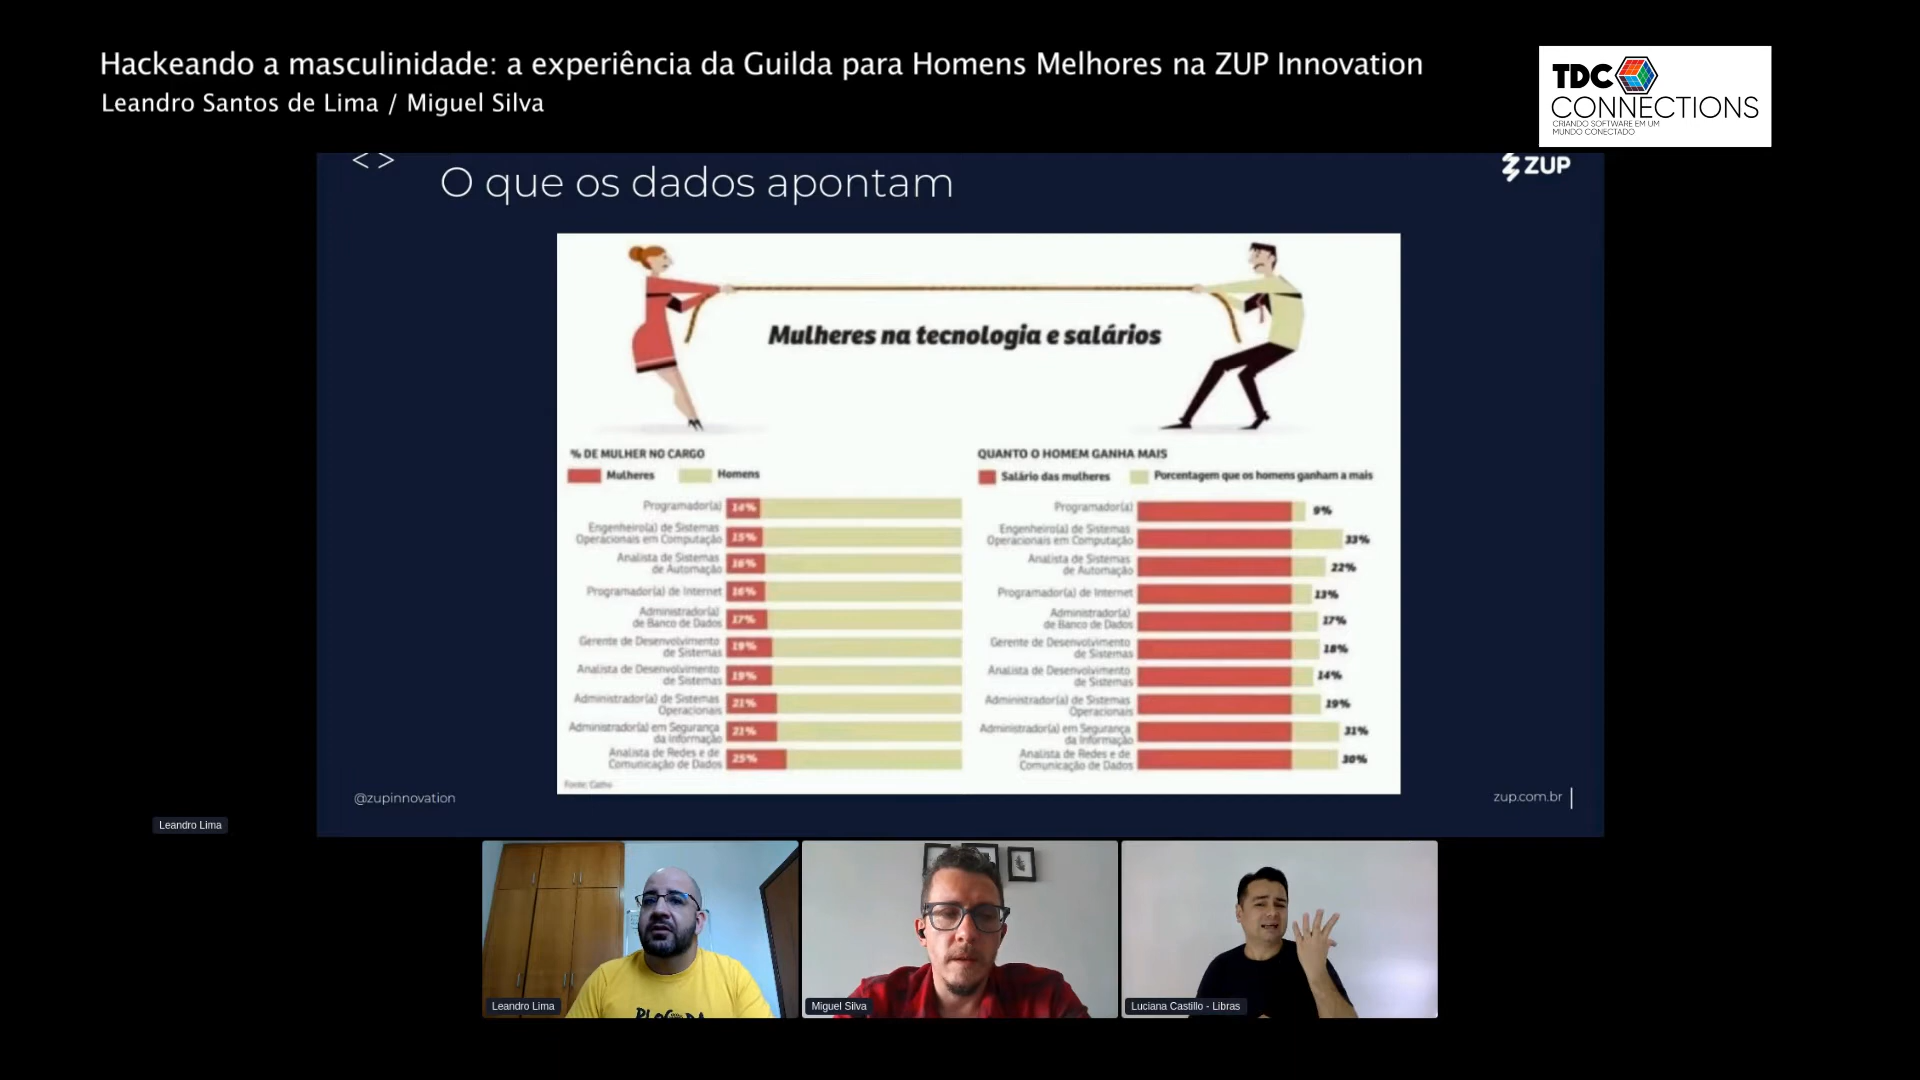 Hackeando a masculinidade: a experiência da Guilda para Homens Melhores na ZUP Innovation
Leandro Santos de Lima / Miguel Silva
TDC
CONNECTIONS
CRIANDO SOFTWARE EM UM
MUNDO CONECTADO
< >
O que os dados apontam
ZUP
Mulheres na tecnologia e salários
% DE MULHER NO CARGO
Mulheres
Homens
Programador(a)
14%
Engenheiro(a) de Sistemas
Operacionais em Computação
15%
Analista de Sistemas
de Automação
16%
Programador(a) de Internet
16%
Administrador(a)
de Banco de Dados
17%
Gerente de Desenvolvimento
de Sistemas
19%
Analista de Desenvolvimento
de Sistemas
19%
Administrador(a) de Sistemas
Operacionais
21%
Administrador(a) em Segurança
da Informação
21%
Analista de Redes e de
Comunicação de Dados
25%
Fonte: Catho
QUANTO O HOMEM GANHA MAIS
Salário das mulheres
Porcentagem que os homens ganham a mais
Programador(a)
9%
Engenheiro(a) de Sistemas
Operacionais em Computação
33%
Analista de Sistemas
de Automação
22%
Programador(a) de Internet
13%
Administrador(a)
de Banco de Dados
17%
Gerente de Desenvolvimento
de Sistemas
18%
Analista de Desenvolvimento
de Sistemas
14%
Administrador(a) de Sistemas
Operacionais
19%
Administrador(a) em Segurança
da Informação
31%
Analista de Redes e de
Comunicação de Dados
30%
@zupinnovation
zup.com.br
Leandro Lima
Leandro Lima
Miguel Silva
Luciana Castillo - Libras